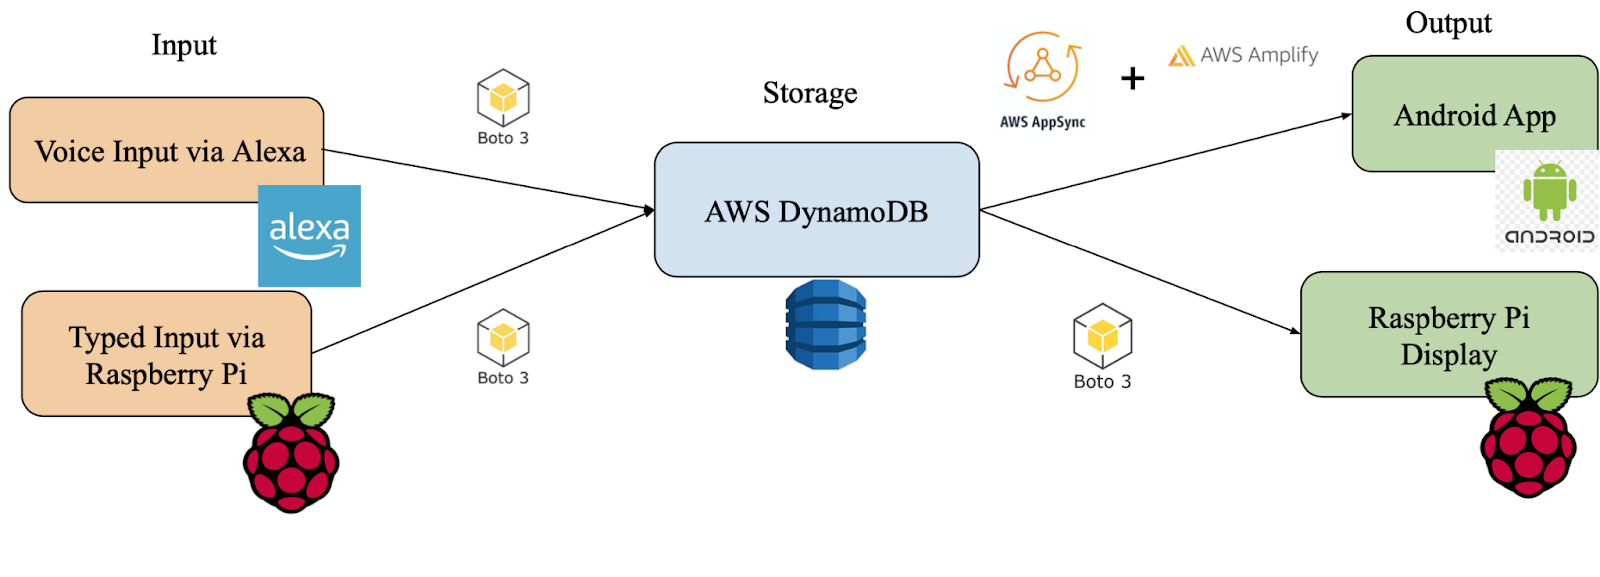 Input
Voice Input via Alexa
alexa
Typed Input via
Raspberry Pi
Boto 3
Boto 3
Storage
AWS DynamoDB
AWS AppSync
+
AWS Amplify
Boto 3
Output
Android App
ANDROID
Raspberry Pi
Display